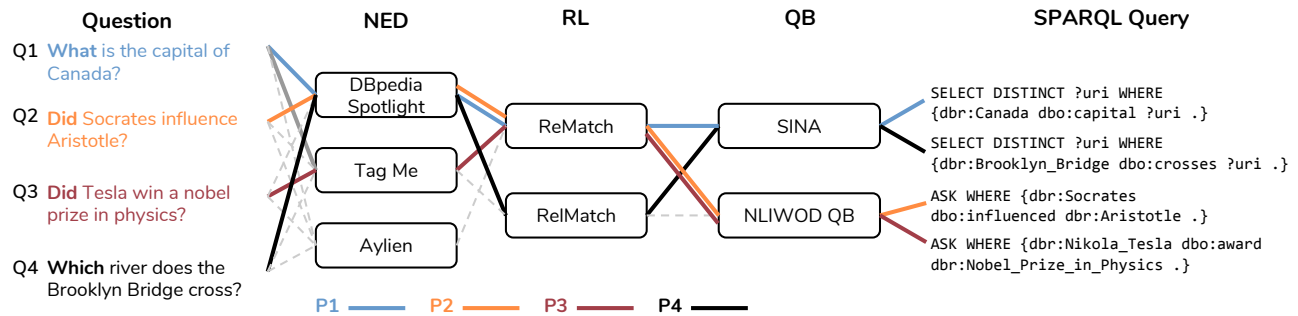 Question NED RL QB SPARQL Query
Q1 What is the capital of
Canada?
Q2 Did Socrates influence
Aristotle?
Q3 Did Tesla win a nobel
prize in physics?
Q4 Which river does the
Brooklyn Bridge cross?
DBpedia
Spotlight
Tag Me
Aylien
ReMatch
RelMatch
SINA
NLIWOD QB
SELECT DISTINCT ?uri WHERE
{dbr:Canada dbo:capital ?uri .}
SELECT DISTINCT ?uri WHERE
{dbr:Brooklyn_Bridge dbo:crosses ?uri .}
ASK WHERE {dbr:Socrates
dbo:influenced dbr:Aristotle .}
ASK WHERE {dbr:Nikola_Tesla dbo:award
dbr:Nobel_Prize_in_Physics .}
P1 P2 P3 P4